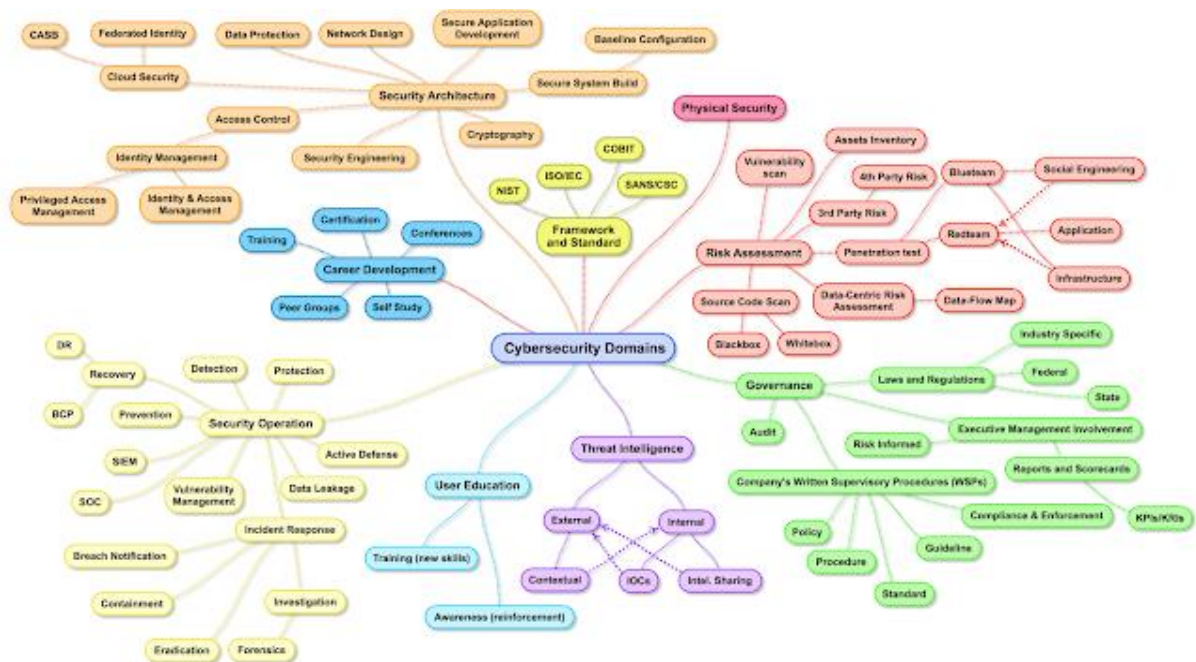 CASB
Federated Identity
Data Protection
Network Design
Secure Application
Development
Baseline Configuration
Cloud Security
Security Architecture
Secure System Build
Access Control
Cryptography
Identity Management
Security Engineering
Privileged Access
Management
Identity & Access
Management
Physical Security
COBIT
ISO/IEC
NIST
SANS/CSC
Framework
and Standard
Certification
Training
Conferences
Career Development
Peer Groups
Self Study
Assets Inventory
Vulnerability
scan
4th Party Risk
Blueteam
Social Engineering
3rd Party Risk
Redteam
Application
Risk Assessment
Penetration test
Infrastructure
Source Code Scan
Data-Centric Risk
Assessment
Data-Flow Map
Blackbox
Whitebox
Cybersecurity Domains
DR
Recovery
Detection
Protection
BCP
Prevention
Security Operation
SIEM
Active Defense
SOC
Vulnerability
Management
Data Leakage
Incident Response
Breach Notification
Containment
Investigation
Eradication
Forensics
User Education
Training (new skills)
Awareness (reinforcement)
Threat Intelligence
External
Internal
Contextual
IOCs
Intel. Sharing
Industry Specific
Governance
Laws and Regulations
Federal
State
Audit
Executive Management Involvement
Risk Informed
Reports and Scorecards
Company's Written Supervisory Procedures (WSPs)
Compliance & Enforcement
KPIs/KRIs
Policy
Procedure
Guideline
Standard